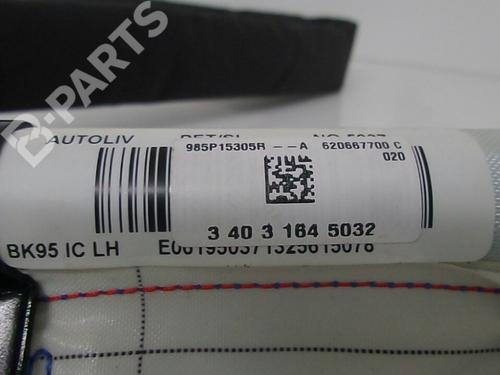 B-PARTS
AUTOLIV
985P15305R --A 620667700 C
020
3 40 3 164 5032
BK95 IC LH